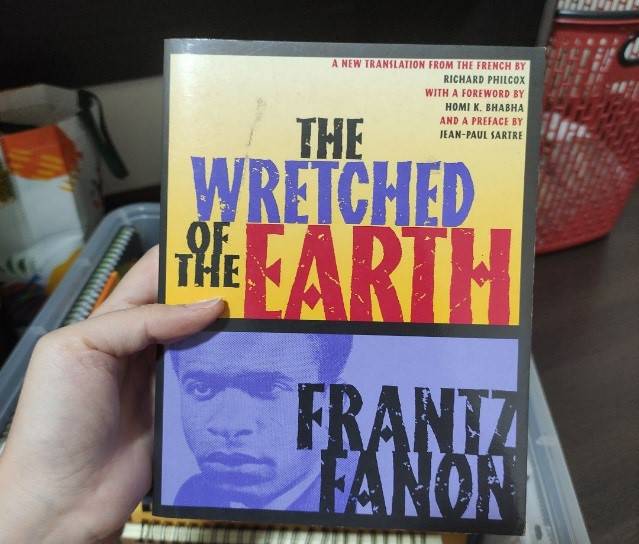 A NEW TRANSLATION FROM THE FRENCH BY
RICHARD PHILCOX
WITH A FOREWORD BY
HOMI K. BHABHA
AND A PREFACE BY
JEAN-PAUL SARTRE
THE
WRETCHED
OF THE
EARTH
FRANTZ
FANON